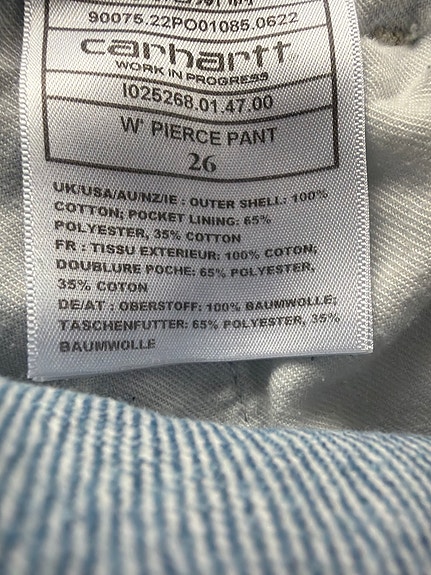 90075.22PO01085.0622
carhartt
WORK IN PROGRESS
I025268.01.47.00
W' PIERCE PANT
26
UK/USA/AU/NZ/IE : OUTER SHELL: 100%
COTTON; POCKET LINING: 65%
POLYESTER, 35% COTTON
FR : TISSU EXTERIEUR: 100% COTON;
DOUBLURE POCHE: 65% POLYESTER,
35% COTON
DE/AT : OBERSTOFF: 100% BAUMWOLLE;
TASCHENFUTTER: 65% POLYESTER, 35%
BAUMWOLLE